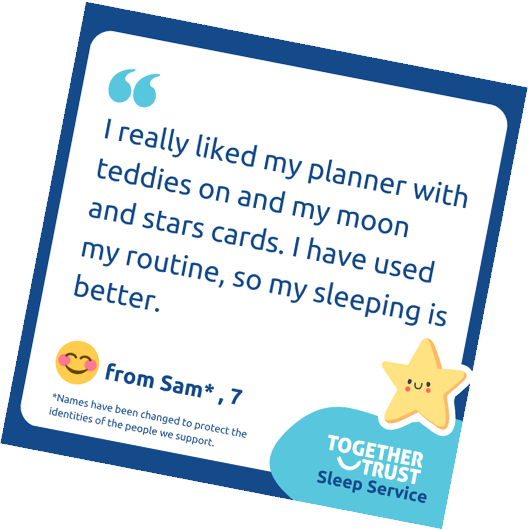 “
I really liked my planner with
teddies on and my moon
and stars cards. I have used
my routine, so my sleeping is
better.
from Sam* , 7
*Names have been changed to protect the
identities of the people we support.
TOGETHER
TRUST
Sleep Service